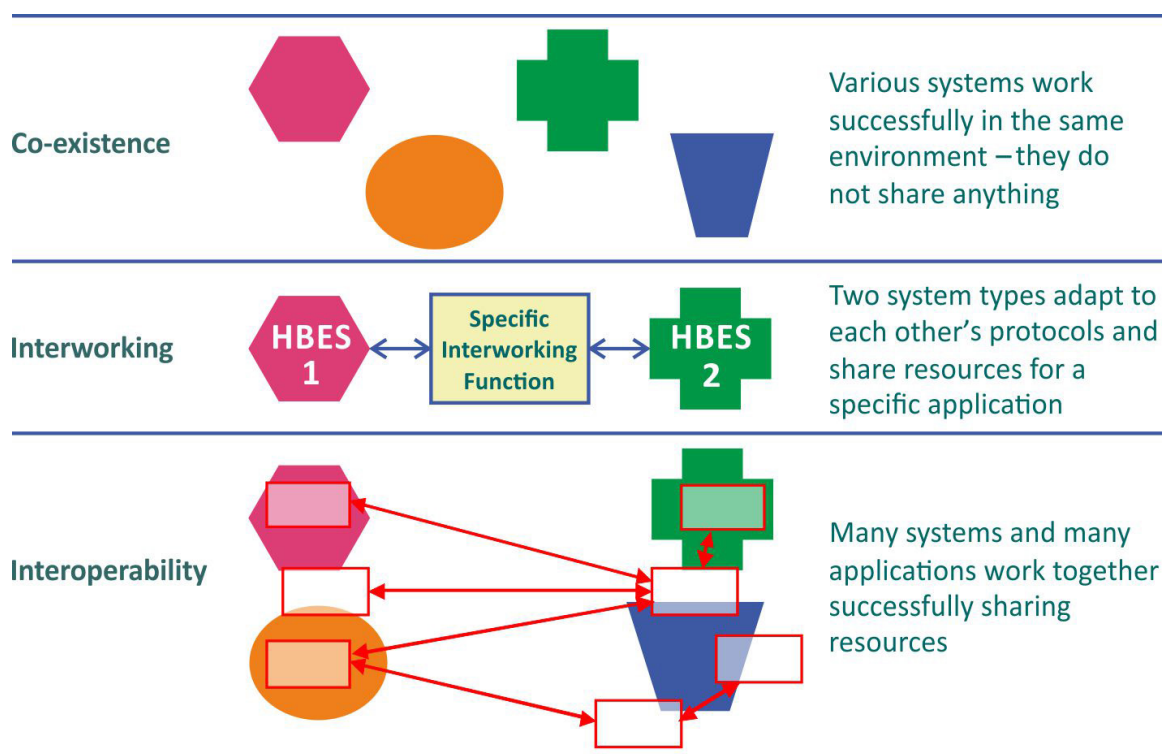 Co-existence
Various systems work
successfully in the same
environment – they do
not share anything
Interworking
HBES
1
Specific
Interworking
Function
HBES
2
Two system types adapt to
each other’s protocols and
share resources for a
specific application
Interoperability
Many systems and many
applications work together
successfully sharing
resources